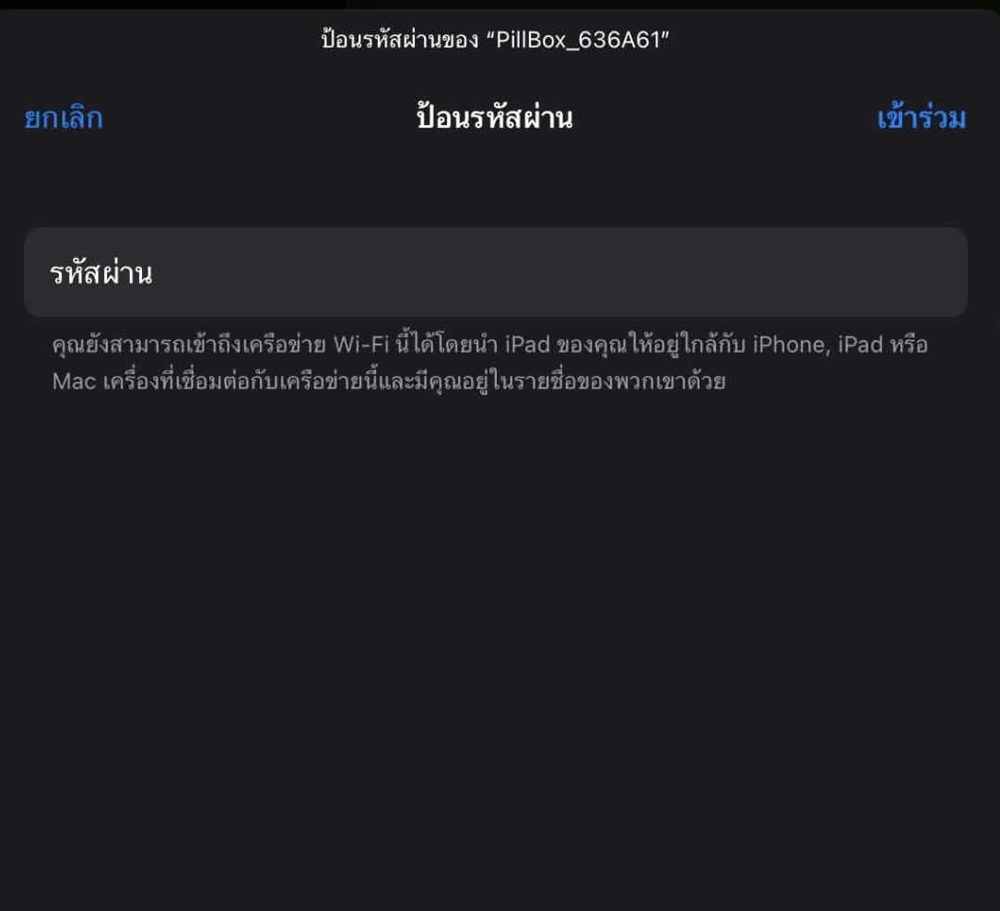 ป้อนรหัสผ่านของ “PillBox_636A61”
ยกเลิก
ป้อนรหัสผ่าน
เข้าร่วม
รหัสผ่าน
คุณยังสามารถเข้าถึงเครือข่าย Wi-Fi นี้ได้โดยนำ iPad ของคุณให้อยู่ใกล้กับ iPhone, iPad หรือ
Mac เครื่องที่เชื่อมต่อกับเครือข่ายนี้และมีคุณอยู่ในรายชื่อของพวกเขาด้วย